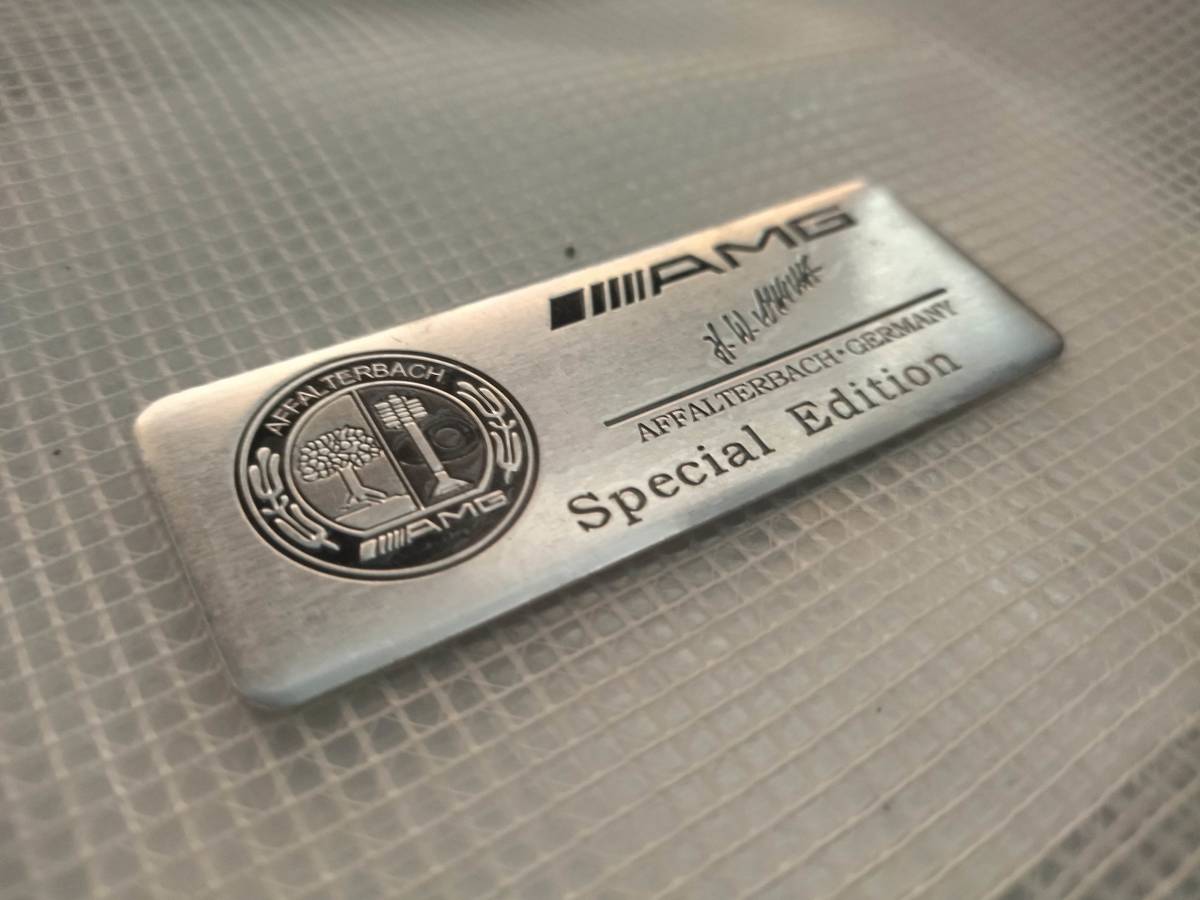 AFFALTERBACH
AMG
AMG
AFFALTERBACH·GERMANY
Special Edition